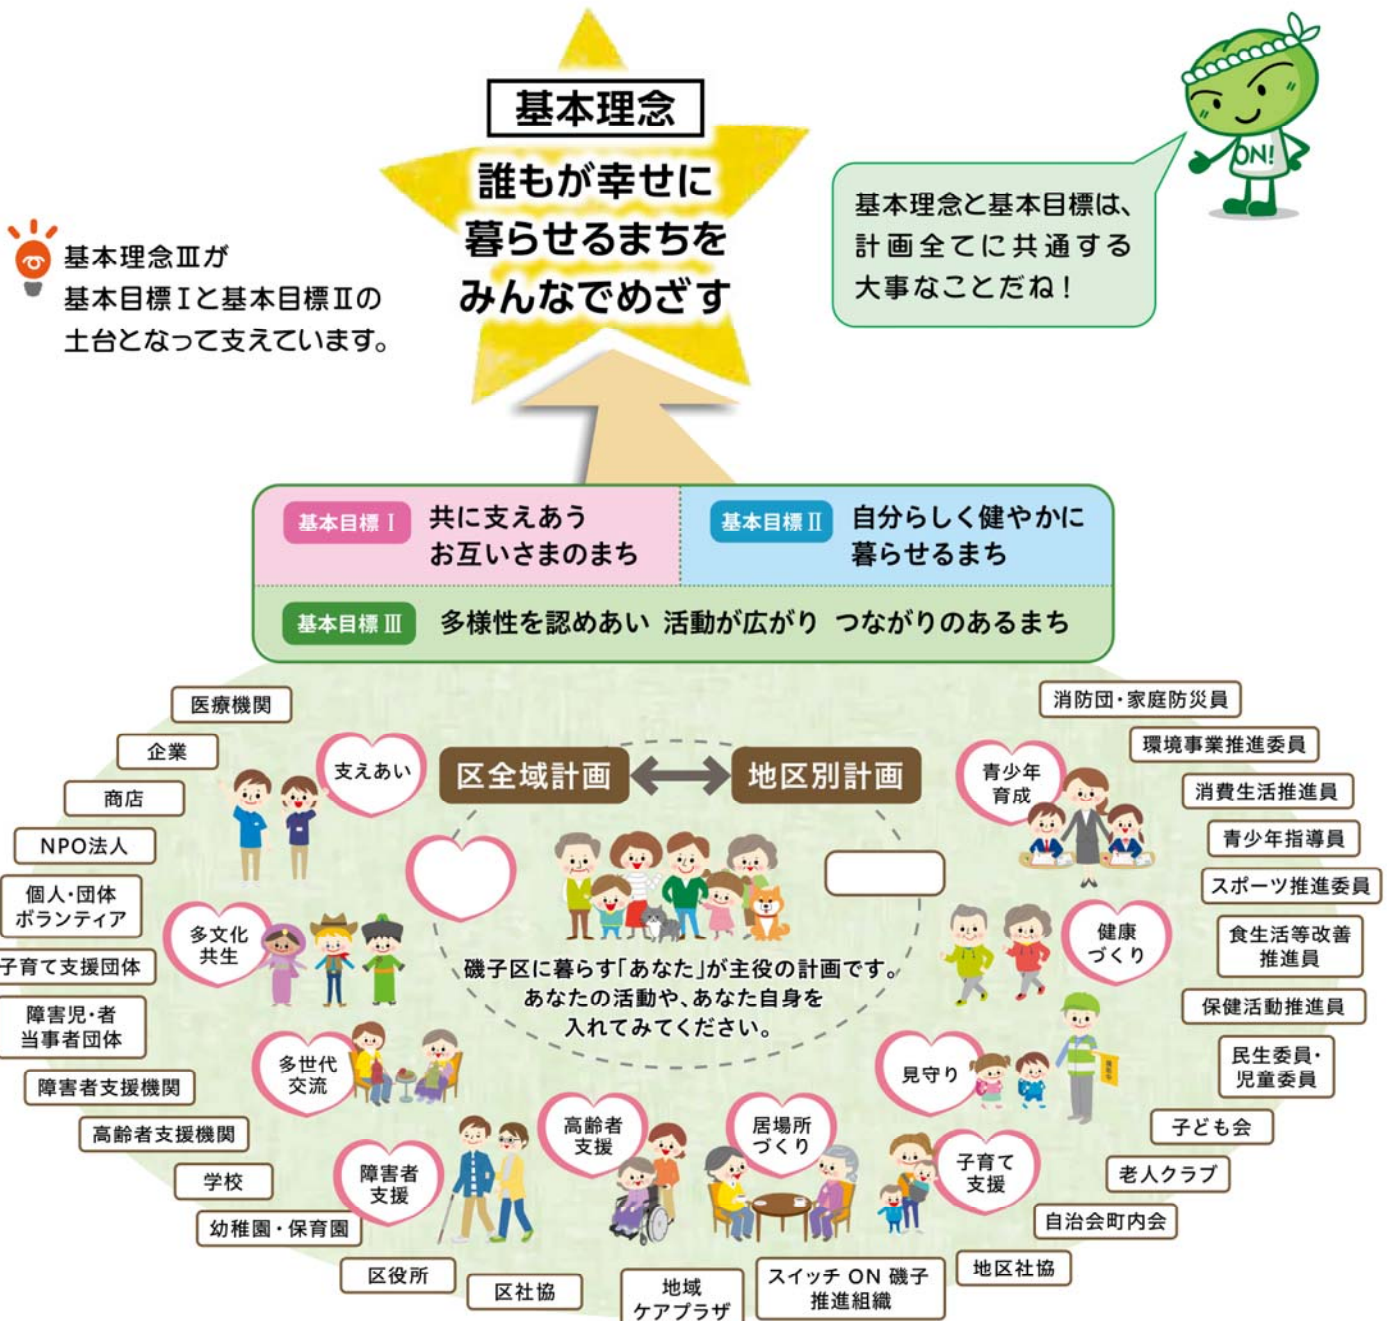 基本理念
誰もが幸せに
暮らせるまちを
みんなでめざす
基本理念Ⅲが
基本目標Ⅰと基本目標Ⅱの
土台となって支えています。
ON!
基本理念と基本目標は、
計画全てに共通する
大事なことだね!
基本目標Ⅰ
共に支えあう
お互いさまのまち
基本目標Ⅱ
自分らしく健やかに
暮らせるまち
基本目標Ⅲ
多様性を認めあい 活動が広がり つながりのあるまち
区全域計画
地区別計画
磯子区に暮らす「あなた」が主役の計画です。
あなたの活動や、あなた自身を
入れてみてください。
支えあい
多文化
共生
多世代
交流
障害者
支援
高齢者
支援
居場所
づくり
子育て
支援
見守り
健康
づくり
青少年
育成
医療機関
企業
商店
NPO法人
個人・団体
ボランティア
子育て支援団体
障害児・者
当事者団体
障害者支援機関
高齢者支援機関
学校
幼稚園・保育園
区役所
区社協
地域
ケアプラザ
スイッチ ON 磯子
推進組織
地区社協
自治会町内会
老人クラブ
子ども会
民生委員・
児童委員
保健活動推進員
食生活等改善
推進員
スポーツ推進委員
青少年指導員
消費生活推進員
環境事業推進委員
消防団・家庭防災員